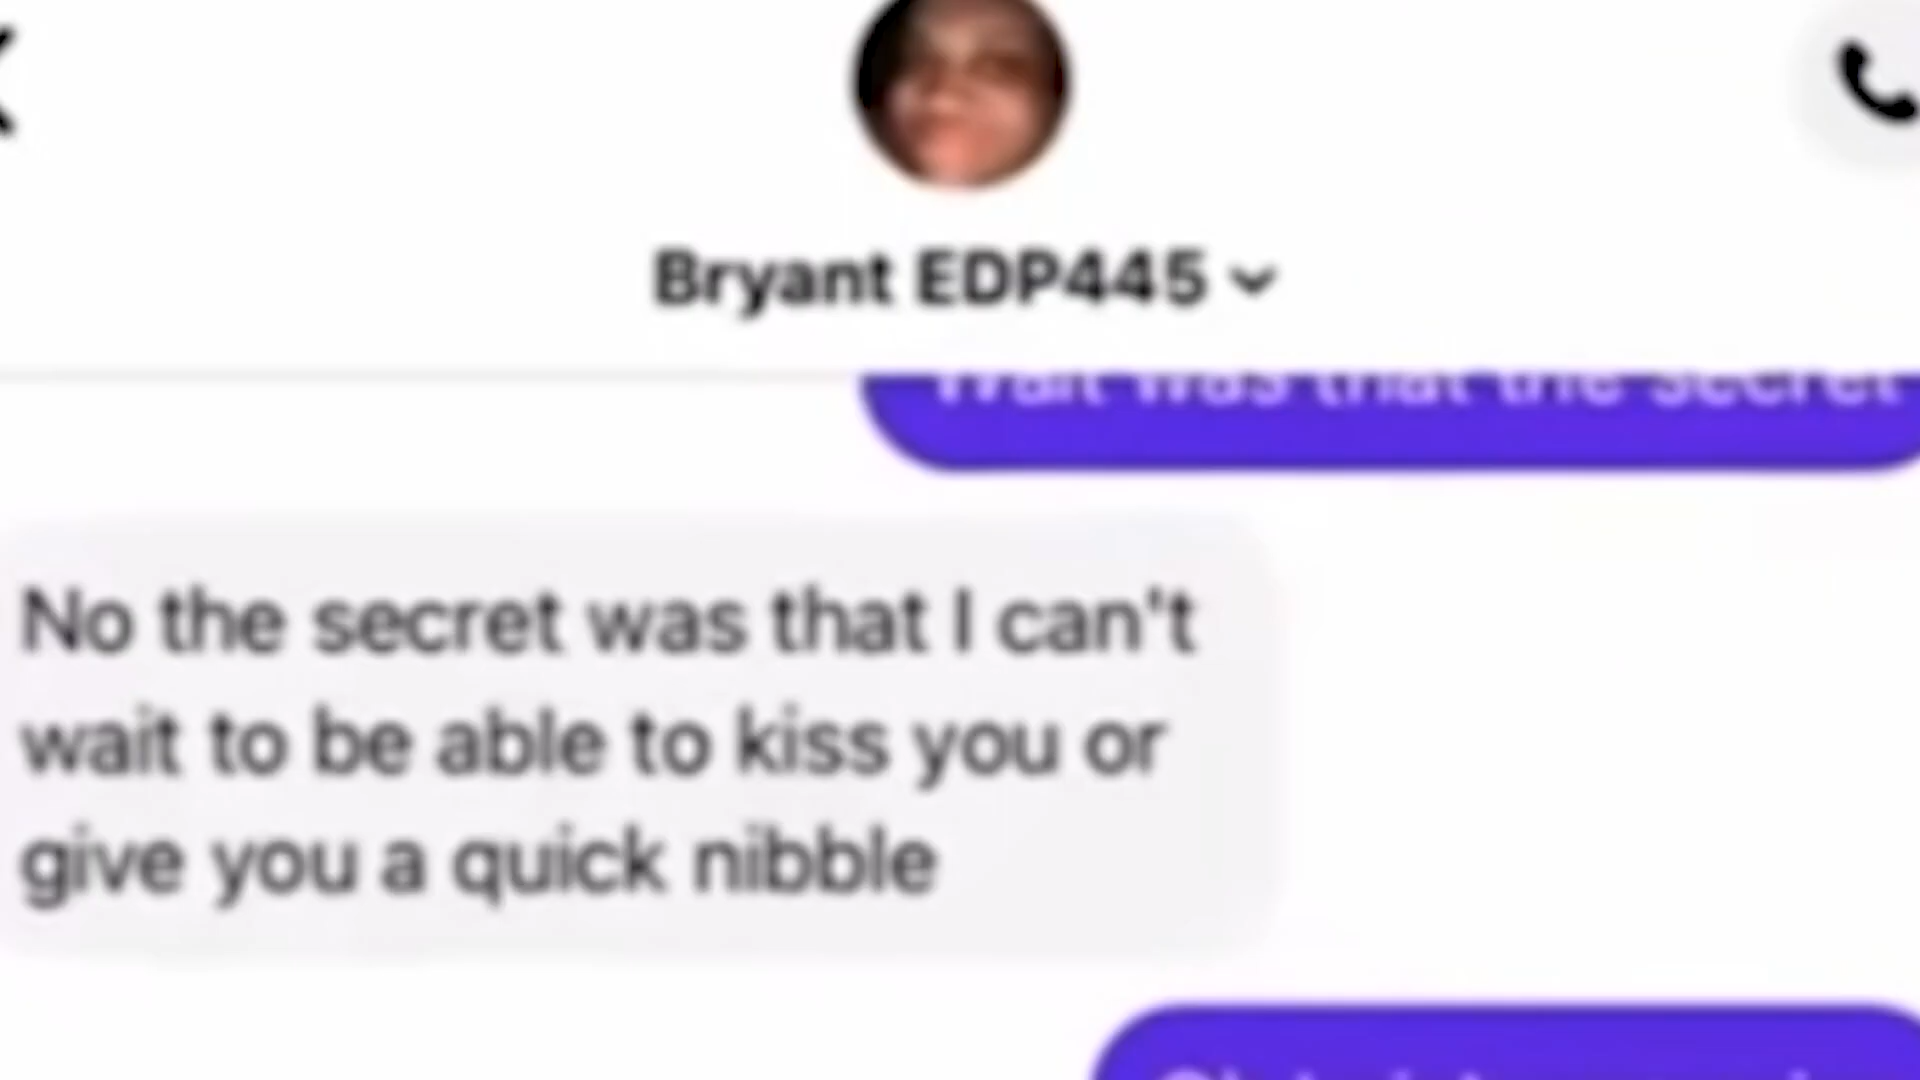 Bryant EDP445
Wait was that the secret
No the secret was that I can't
wait to be able to kiss you or
give you a quick nibble